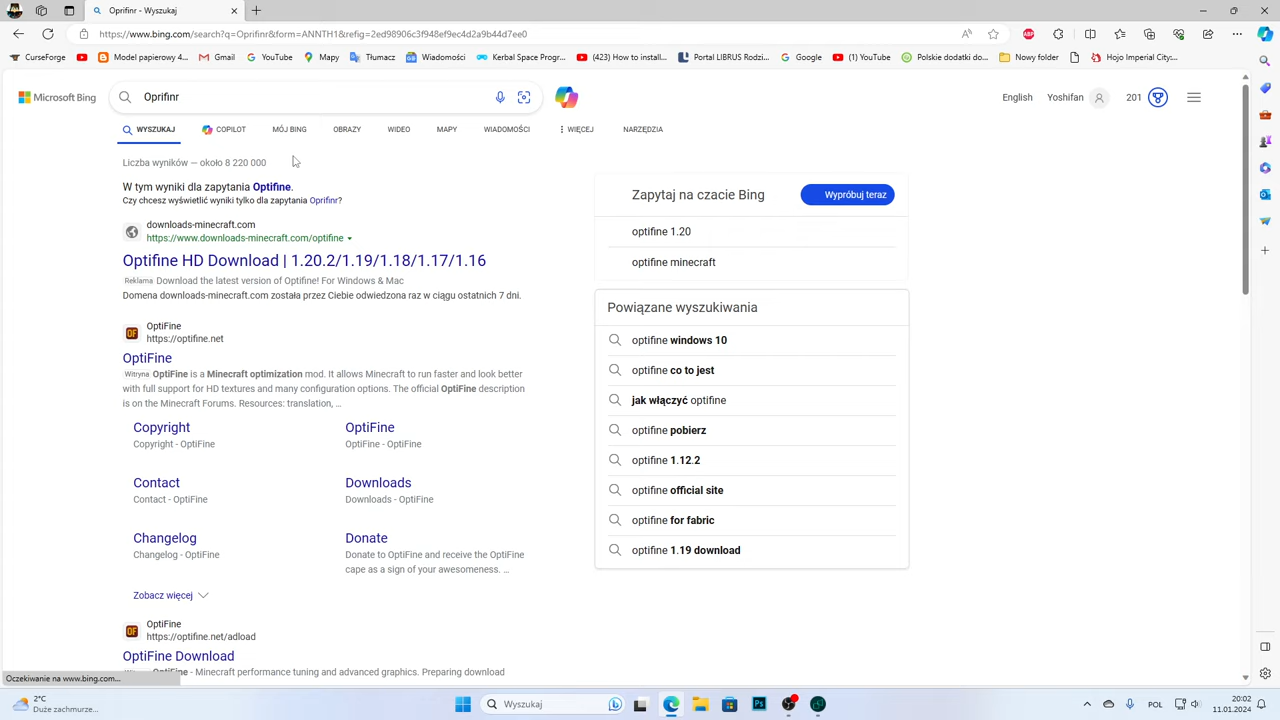 Oprifinr - Wyszukaj
https://www.bing.com/search?q=Oprifinr&form=ANNTH1&refig=2ed98906c3f948ef9ec4d2a9b44d7ee0
CurseForge
Model papierowy 4...
Gmail
YouTube
Mapy
Tłumacz
Wiadomości
Kerbal Space Progr...
(423) How to install...
Portal LIBRUS Rodzi...
Google
(1) YouTube
Polskie dodatki do...
Nowy folder
Hojo Imperial City:...
Microsoft Bing
Oprifinr
English
Yoshifan
201
WYSZUKAJ
COPILOT
MÓJ BING
OBRAZY
WIDEO
MAPY
WIADOMOŚCI
WIĘCEJ
NARZĘDZIA
Liczba wyników — około 8 220 000
W tym wyniki dla zapytania Optifine.
Czy chcesz wyświetlić wyniki tylko dla zapytania Oprifinr?
downloads-minecraft.com
https://www.downloads-minecraft.com/optifine
Optifine HD Download | 1.20.2/1.19/1.18/1.17/1.16
Reklama Download the latest version of Optifine! For Windows & Mac
Domena downloads-minecraft.com została przez Ciebie odwiedzona raz w ciągu ostatnich 7 dni.
OF
OptiFine
https://optifine.net
OptiFine
Witryna OptiFine is a Minecraft optimization mod. It allows Minecraft to run faster and look better
with full support for HD textures and many configuration options. The official OptiFine description
is on the Minecraft Forums. Resources: translation, …
Copyright
Copyright - OptiFine
OptiFine
OptiFine - OptiFine
Contact
Contact - OptiFine
Downloads
Downloads - OptiFine
Changelog
Changelog - OptiFine
Donate
Donate to OptiFine and receive the OptiFine
cape as a sign of your awesomeness. …
Zobacz więcej
OF
OptiFine
https://optifine.net/adload
OptiFine Download
OptiFine - Minecraft performance tuning and advanced graphics. Preparing download
Zapytaj na czacie Bing
Wypróbuj teraz
optifine 1.20
optifine minecraft
Powiązane wyszukiwania
optifine windows 10
optifine co to jest
jak włączyć optifine
optifine pobierz
optifine 1.12.2
optifine official site
optifine for fabric
optifine 1.19 download
Oczekiwanie na www.bing.com...
2°C
Duże zachmurze...
Wyszukaj
Ps
POL
20:02
11.01.2024